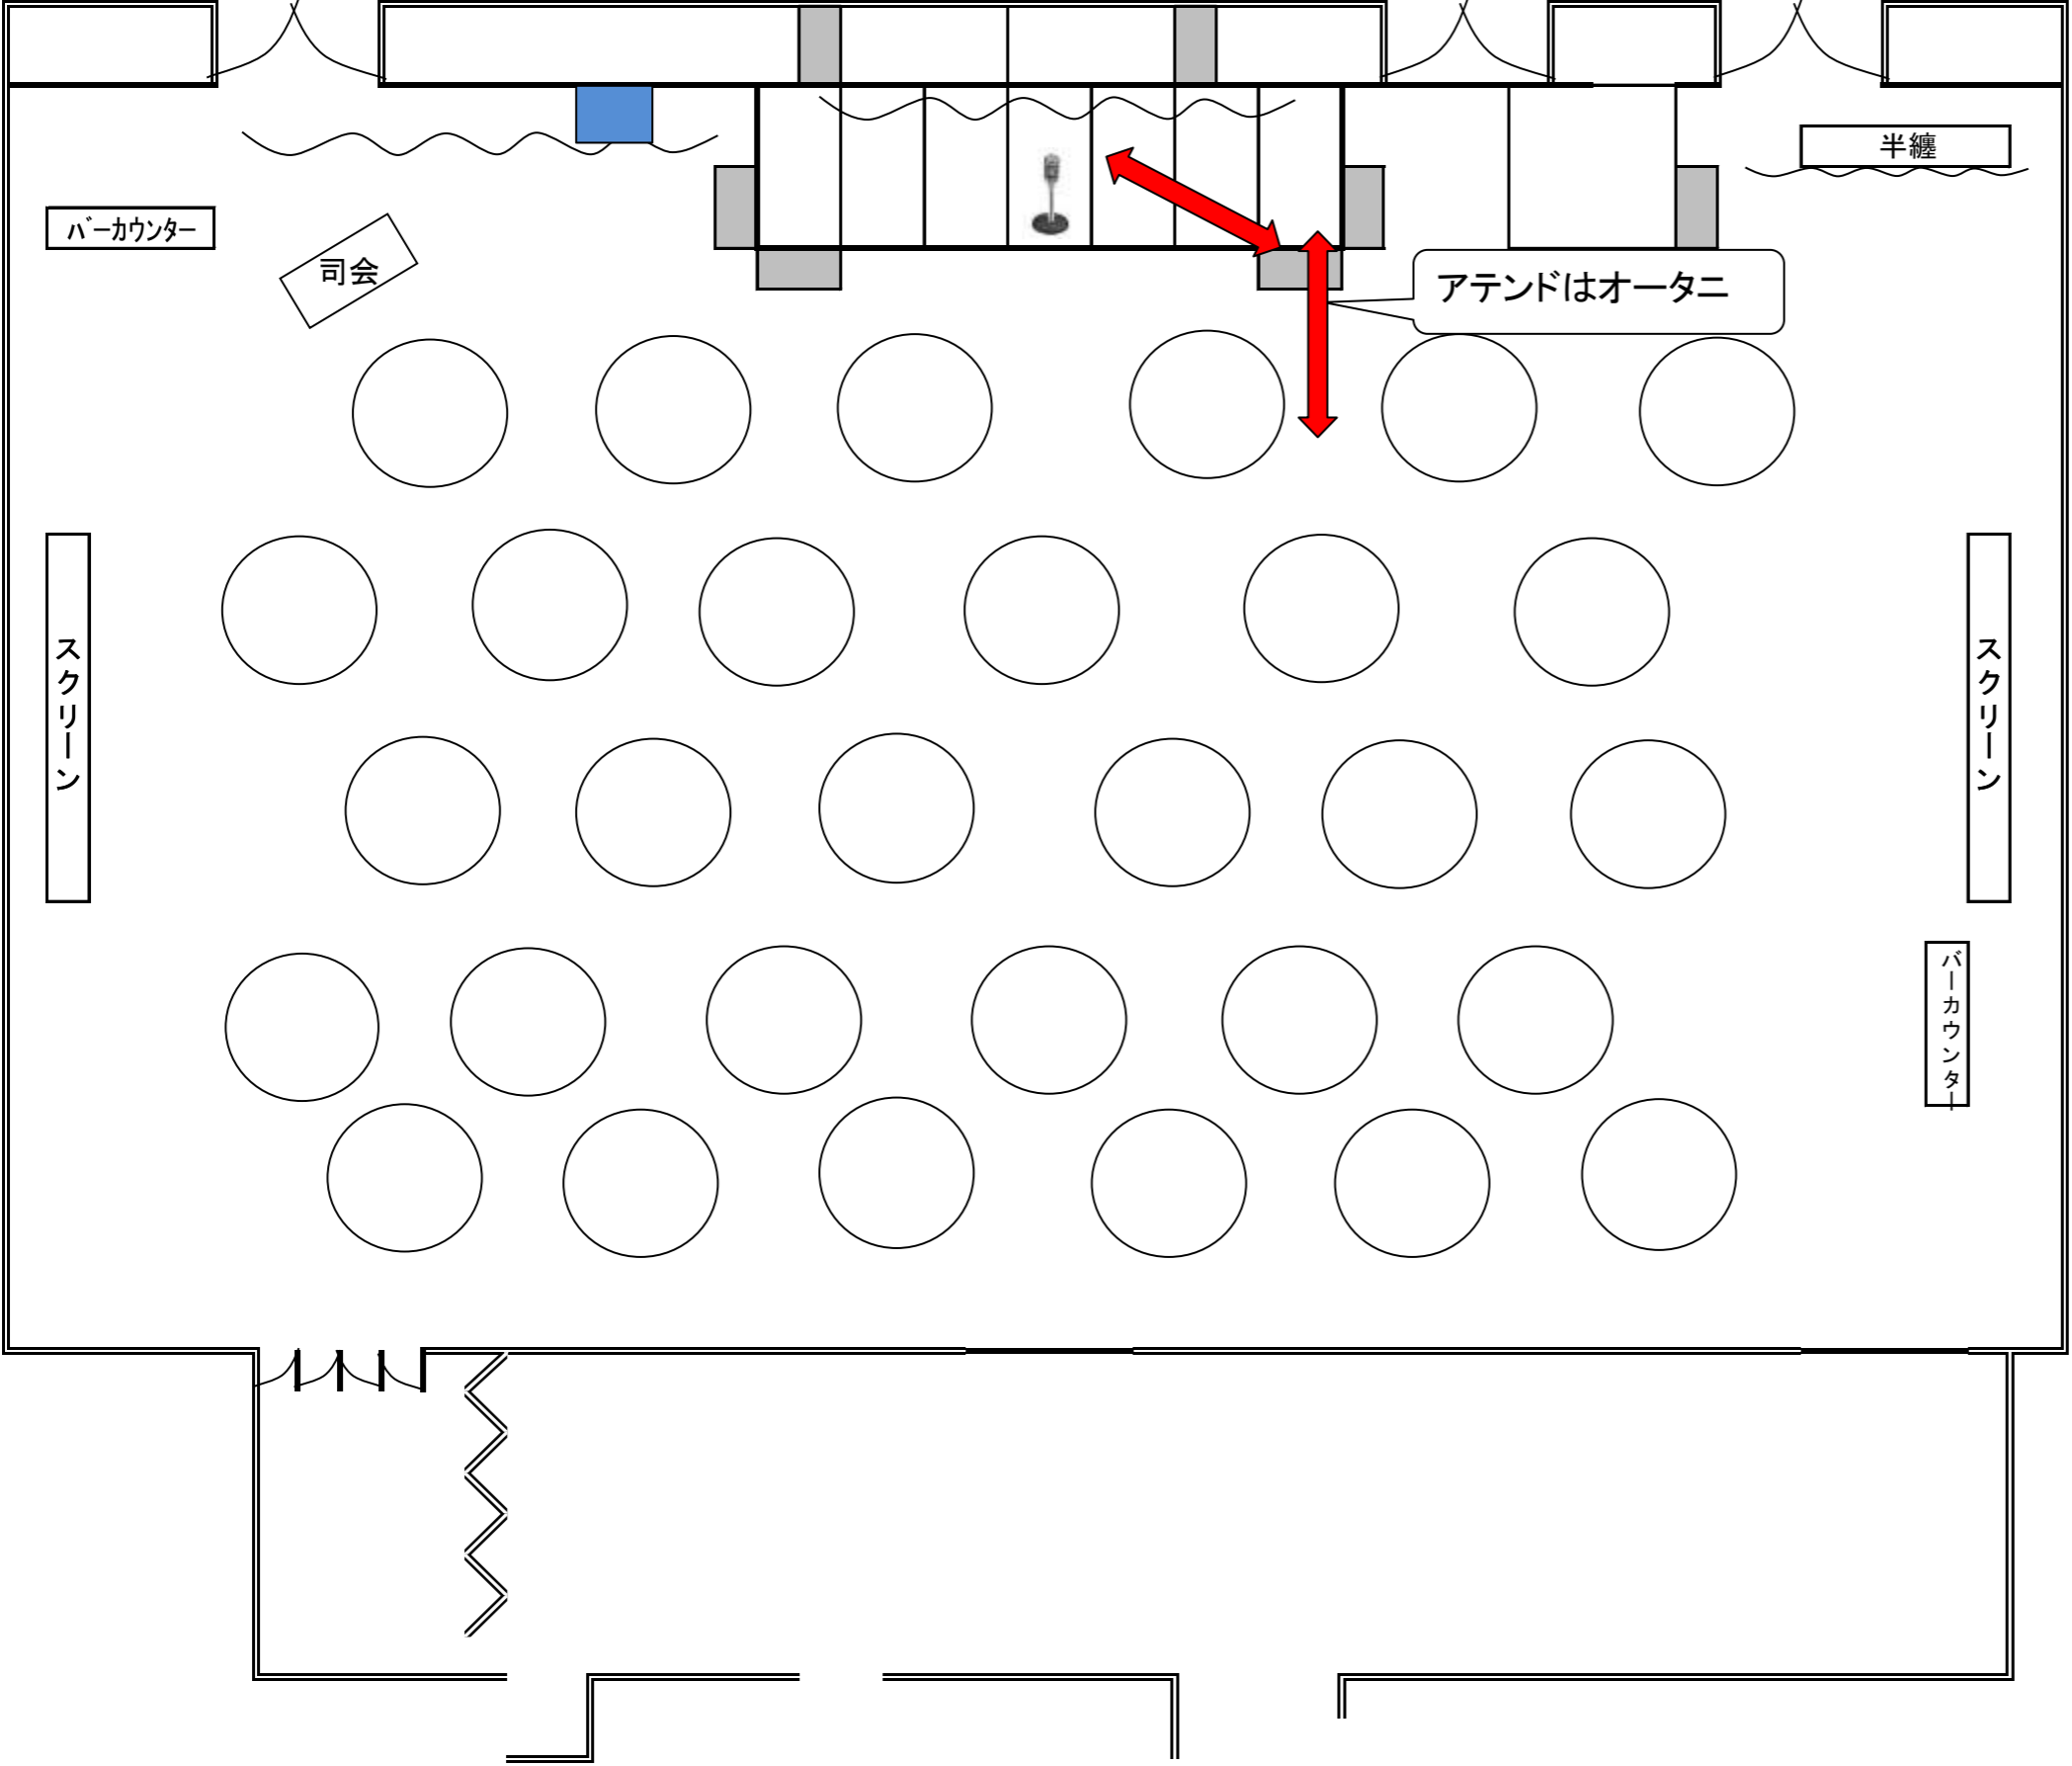 半纏
バーカウンター
司会
アテンドはオータニ
スクリーン
スクリーン
バーカウンター